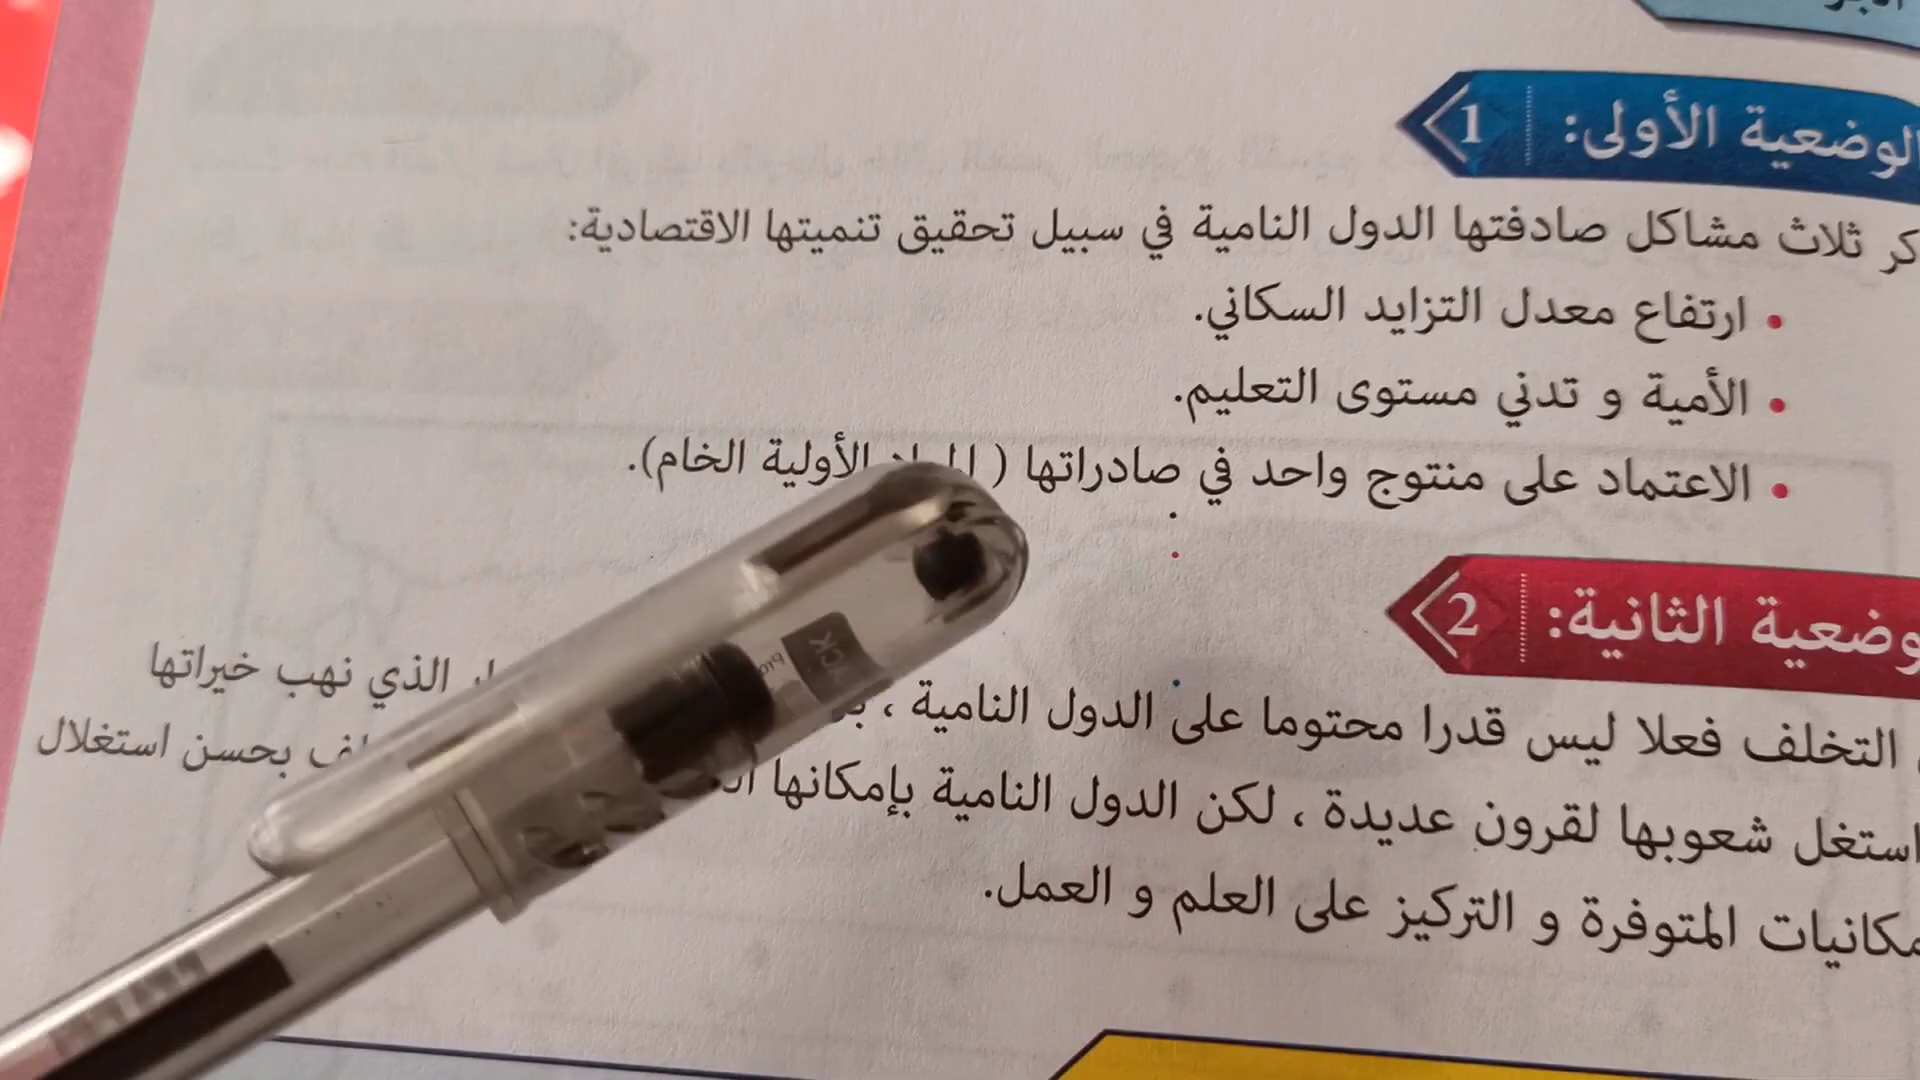 الوضعية الأولى: 1
كر ثلاث مشاكل صادفتها الدول النامية في سبيل تحقيق تنميتها الاقتصادية:
• ارتفاع معدل التزايد السكاني.
• الأمية و تدني مستوى التعليم.
• الاعتماد على منتوج واحد في صادراتها ( المواد الأولية الخام).
وضعية الثانية: 2
التخلف فعلا ليس قدرا محتوما على الدول النامية ، الذي نهب خيراتها
استغل شعوبها لقرون عديدة ، لكن الدول النامية بإمكانها بحسن استغلال
مكانيات المتوفرة و التركيز على العلم و العمل.